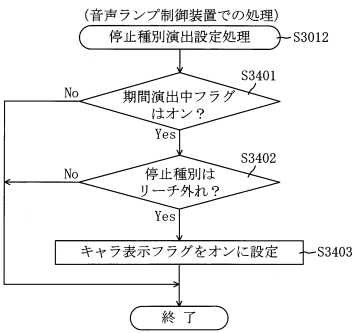 (音声ランプ制御装置での処理)
停止種別演出設定処理
S3012
S3401
No
期間演出中フラグ
はオン？
Yes
S3402
No
停止種別は
リーチ外れ？
Yes
キャラ表示フラグをオンに設定
S3403
終 了